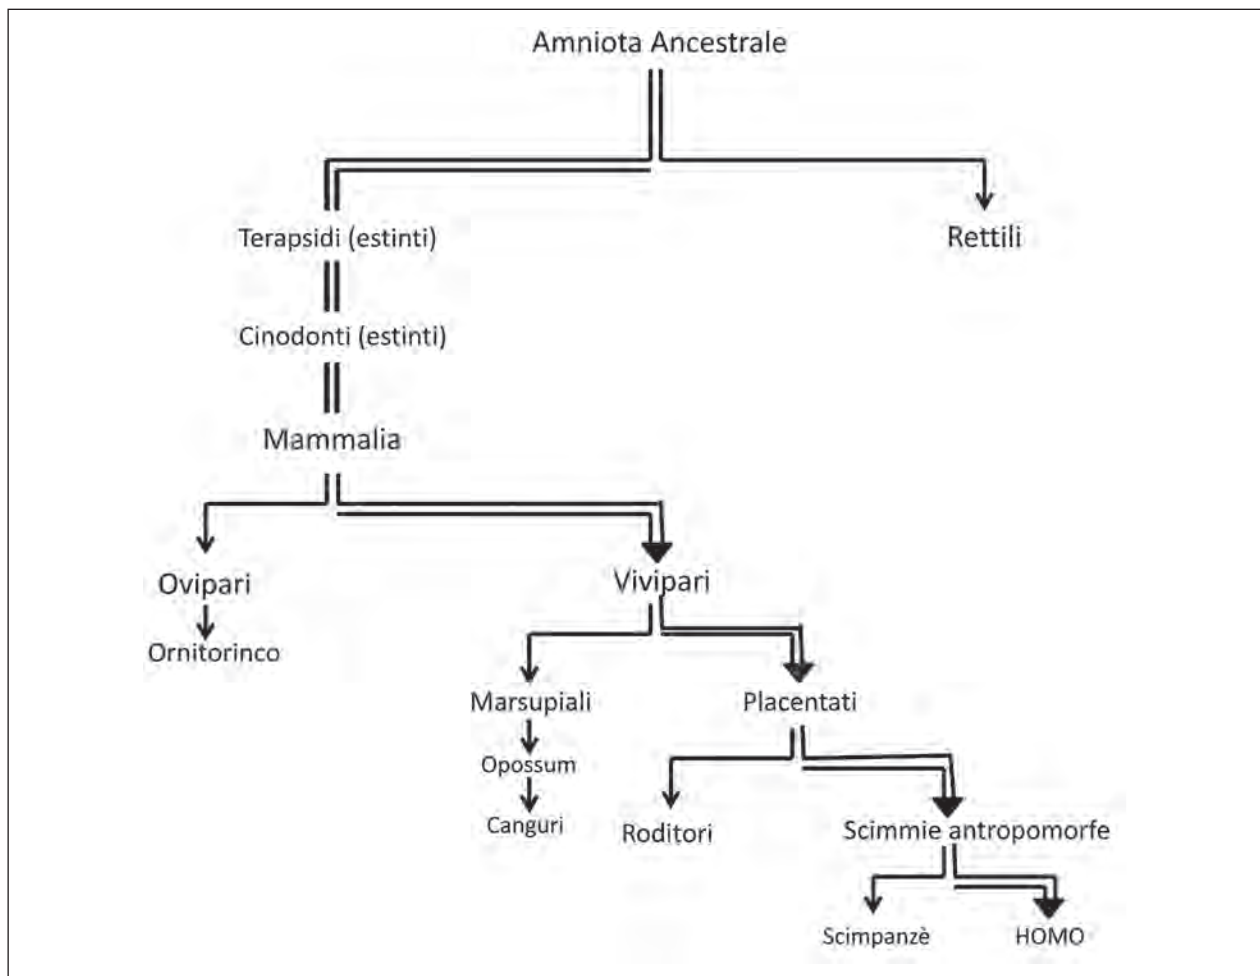 Amniota Ancestrale
Terapsidi (estinti)
Rettili
Cinodonti (estinti)
Mammalia
Ovipari
Vivipari
Ornitorinco
Marsupiali
Placentati
Opossum
Canguri
Roditori
Scimmie antropomorfe
Scimpanzè
HOMO